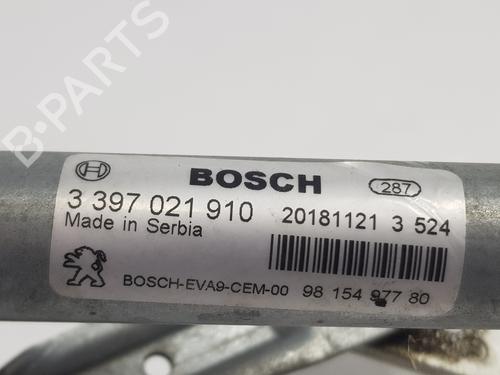 B-PARTS
BOSCH
287
3 397 021 910
20181121 3 524
Made in Serbia
BOSCH-EVA9-CEM-00
98 154 977 80